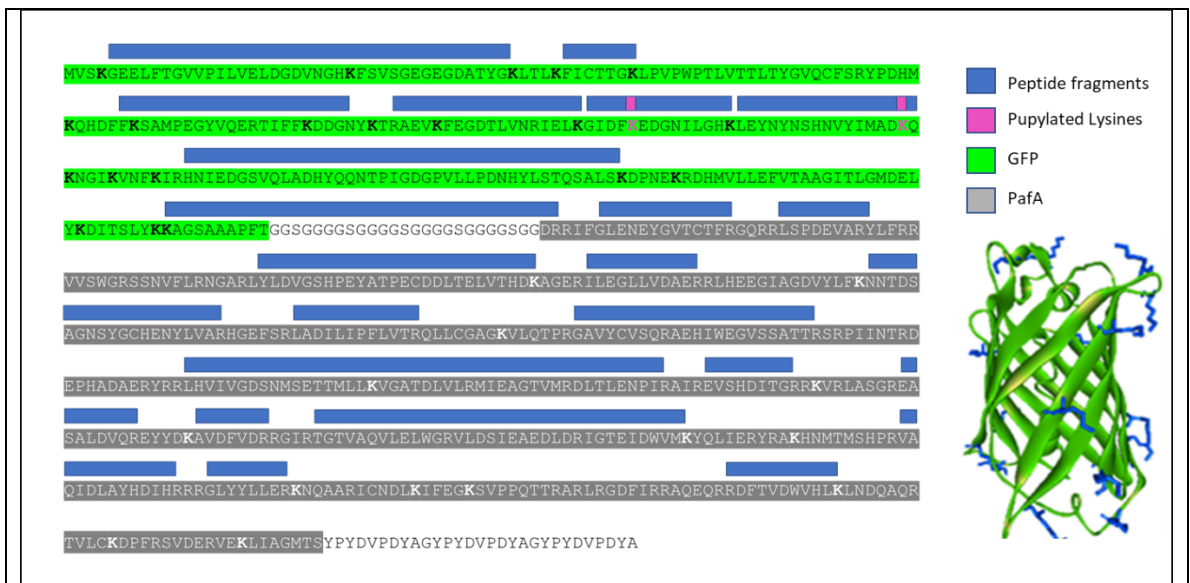 MVSKGEELFTGVVPILVELDGDVNGHKFSVSGEGEGDATYGKLTLKFICTTGKLPVPWPTLVTTLTYGVQCFSRYPDHM
KQHDFFKSAMPEGYVQERTIFFKDDGNYKTRAEVKFEGDTLVNRIELKGIDFKEDGNILGHKLEYNYNSHNVYIMADKQ
KNGIKVNFKIRHNIEDGSVQLADHYQQNTPIGDGPVLLPDNHYLSTQSALSKDPNEKRDHMVLLEFVTAAGITLGMDEL
YKDITSLYKKAGSAAAPFTGGSGGGGSGGGGSGGGGSGGGGSGGDRRIFGLENEYGVTCTFRGQRRLSPDEVARYLFRR
VVSWGRSSNVFLRNGARLYLDVGSHPEYATPECDDLTELVTHDKAGERILEGLLVDAERRLHEEGIAGDVYLFKNNTDS
AGNSYGCHENYLVARHGEFSRLADILIPFLVTRQLLCGAGKVLQTPRGAVYCVSQRAEHIWEGVSSATTRSRPIINTRD
EPHADAERYRRLHVIVGDSNMSETTMLLKVGATDLVLRMIEAGTVMRDLTLENPIRAIREVSHDITGRRKVRLASGREA
SALDVQREYYDKAVDFVDRRGIRTGTVAQVLELWGRVLDSIEAEDLDRIGTEIDWVMKYQLIERYRAKHNMTMSHPRVA
QIDLAYHDIHRRRGLYYLLERKNQAARICNDLKIFEGKSVPPQTTRARLRGDFIRRAQEQRRDFTVDWVHLKLNDQAQR
TVLCKDPFRSVDERVEKLIAGMTSYPYDVPDYAGYPYDVPDYAGYPYDVPDYA
Peptide fragments
Pupylated Lysines
GFP
PafA